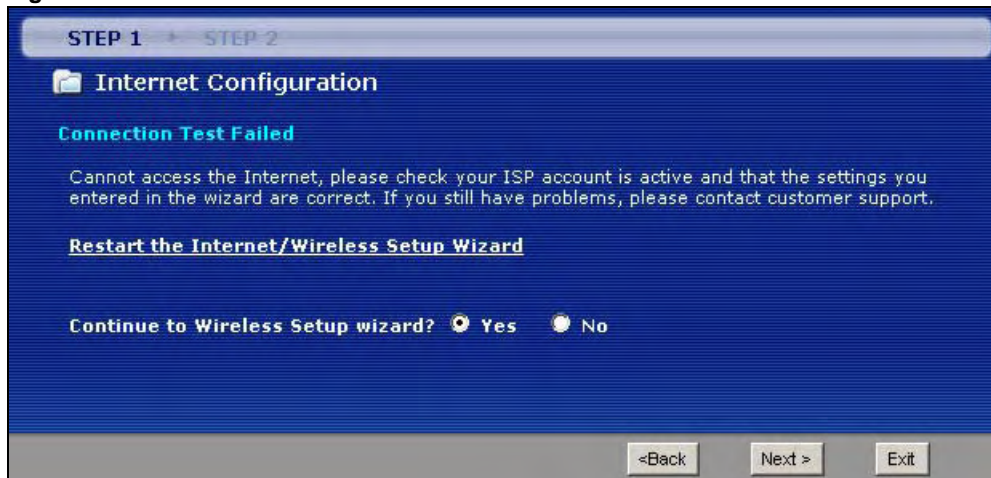 STEP 1 STEP 2
Internet Configuration
Connection Test Failed
Cannot access the Internet, please check your ISP account is active and that the settings you
entered in the wizard are correct. If you still have problems, please contact customer support.
Restart the Internet/Wireless Setup Wizard
Continue to Wireless Setup wizard? Yes No
<Back Next > Exit